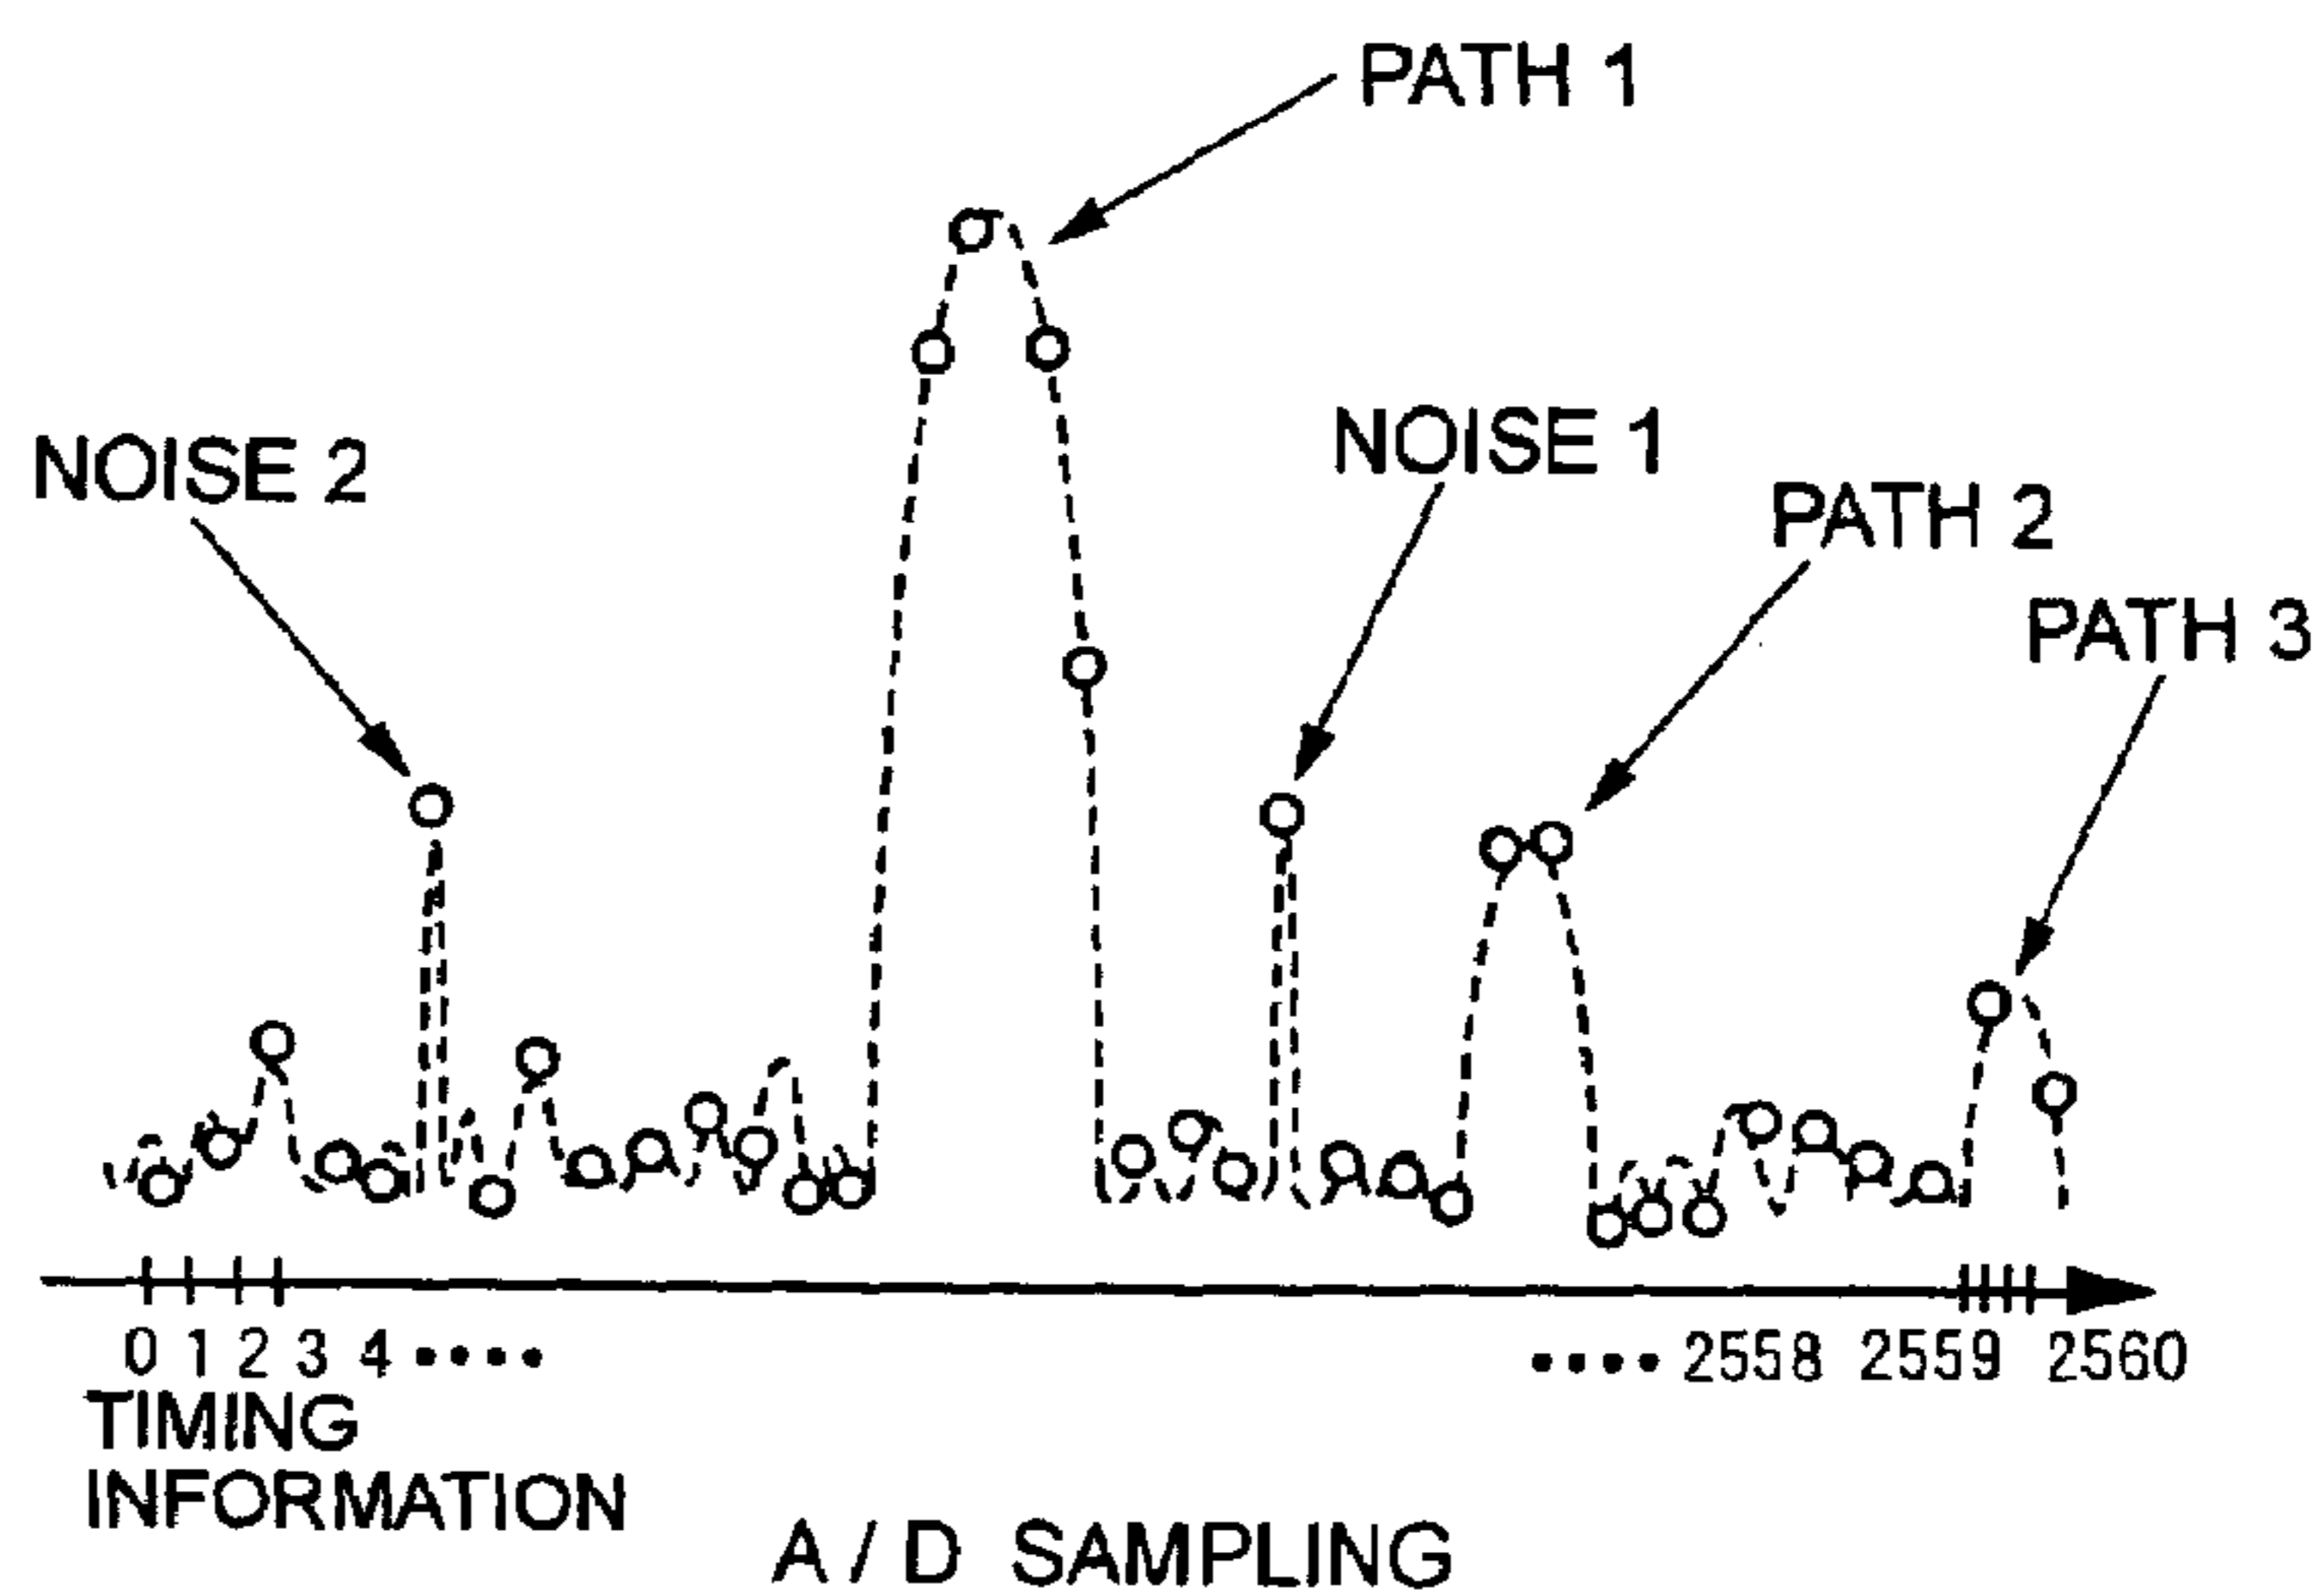 PATH 1
NOISE 2
NOISE 1
PATH 2
PATH 3
0 1 2 3 4 •••• •••• 2558 2559 2560
TIMING
INFORMATION
A / D SAMPLING